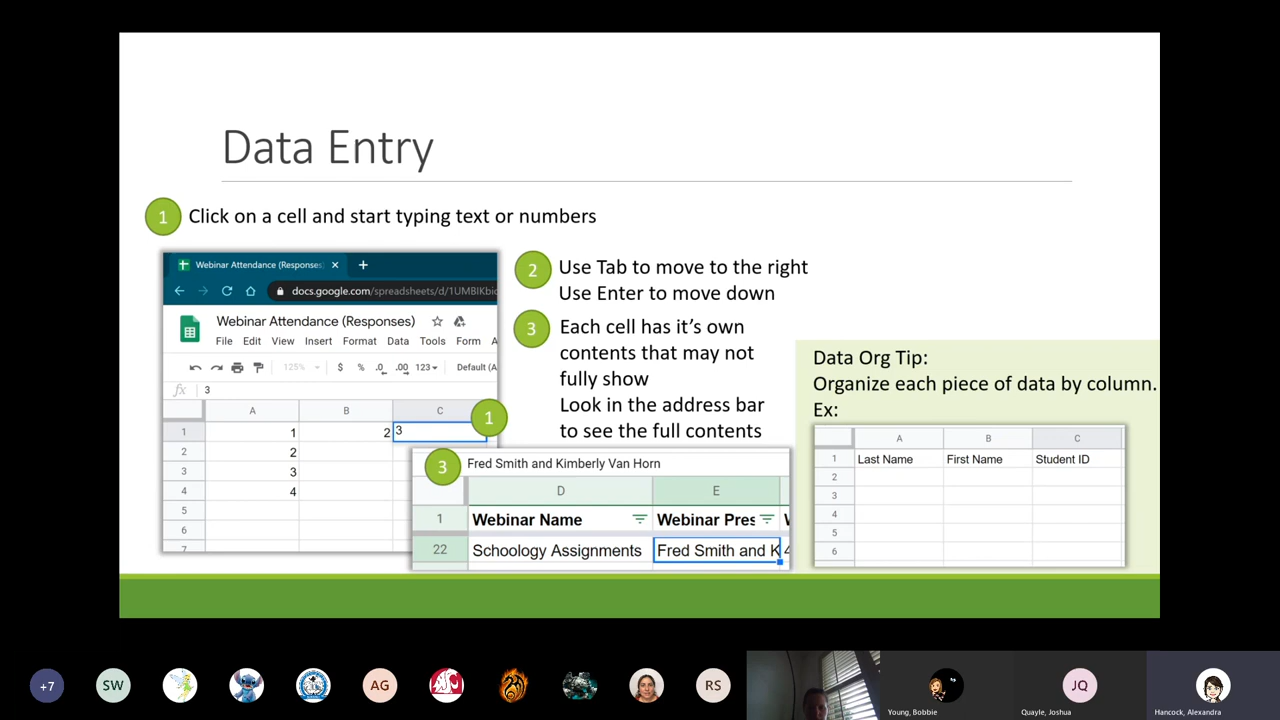 Data Entry
1 Click on a cell and start typing text or numbers
Webinar Attendance (Responses
docs.google.com/spreadsheets/d/1UMBIKbio
Webinar Attendance (Responses)
File Edit View Insert Format Data Tools Form A
125% $ % .0 .00 123 Default (A
fx 3
A B C
1 1 2 3
1
2 2
3 3
4 4
5
6
7
2 Use Tab to move to the right
Use Enter to move down
3 Each cell has it's own
contents that may not
fully show
Look in the address bar
to see the full contents
3 Fred Smith and Kimberly Van Horn
D E
1 Webinar Name Webinar Pres
22 Schoology Assignments Fred Smith and K 4
Data Org Tip:
Organize each piece of data by column.
Ex:
A B C
1 Last Name First Name Student ID
2
3
4
5
6
+7 SW AG RS JQ
Young, Bobbie Quayle, Joshua Hancock, Alexandra